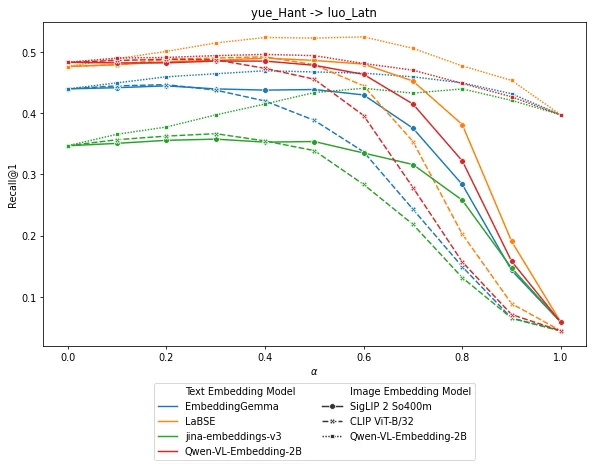 yue_Hant -> luo_Latn
Recall@1
0.5
0.4
0.3
0.2
0.1
0.0 0.2 0.4 0.6 0.8 1.0
α
Text Embedding Model
EmbeddingGemma
LaBSE
jina-embeddings-v3
Qwen-VL-Embedding-2B
Image Embedding Model
SigLIP 2 So400m
CLIP ViT-B/32
Qwen-VL-Embedding-2B